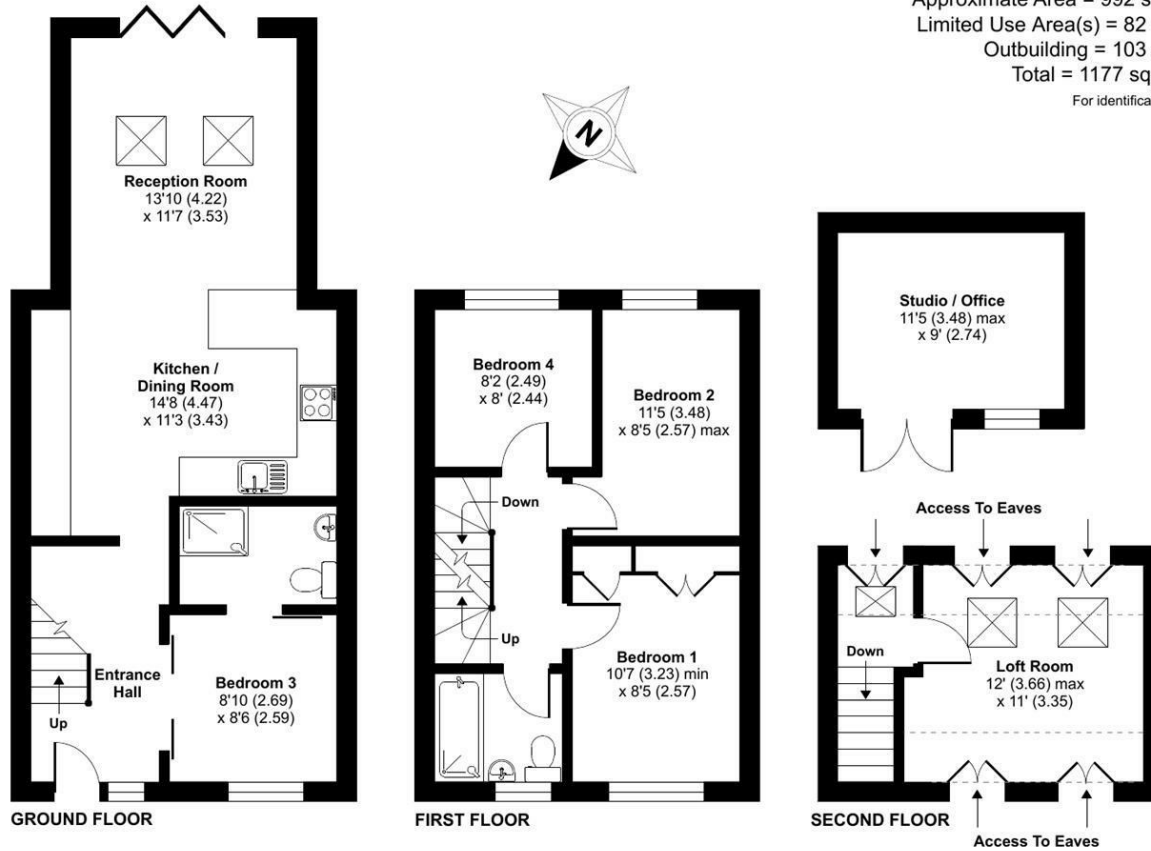 Approximate Area = 992 s
Limited Use Area(s) = 82
Outbuilding = 103
Total = 1177 sq
For identifica
N
Reception Room
13'10 (4.22)
x 11'7 (3.53)
Kitchen /
Dining Room
14'8 (4.47)
x 11'3 (3.43)
Entrance
Hall
Up
Bedroom 3
8'10 (2.69)
x 8'6 (2.59)
GROUND FLOOR
Bedroom 4
8'2 (2.49)
x 8' (2.44)
Bedroom 2
11'5 (3.48)
x 8'5 (2.57) max
Down
Up
Bedroom 1
10'7 (3.23) min
x 8'5 (2.57)
FIRST FLOOR
Studio / Office
11'5 (3.48) max
x 9' (2.74)
Access To Eaves
Down
Loft Room
12' (3.66) max
x 11' (3.35)
SECOND FLOOR
Access To Eaves